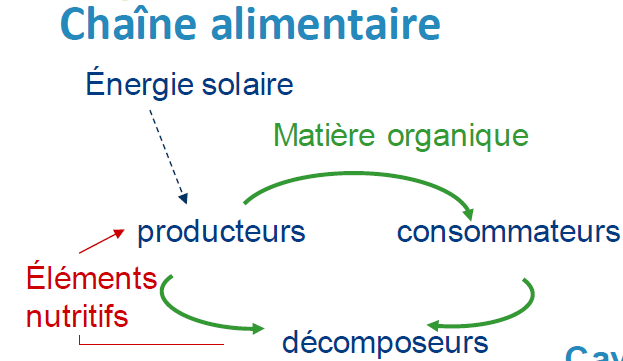 Chaîne alimentaire
Énergie solaire
Matière organique
producteurs
consommateurs
Éléments
nutritifs
décomposeurs